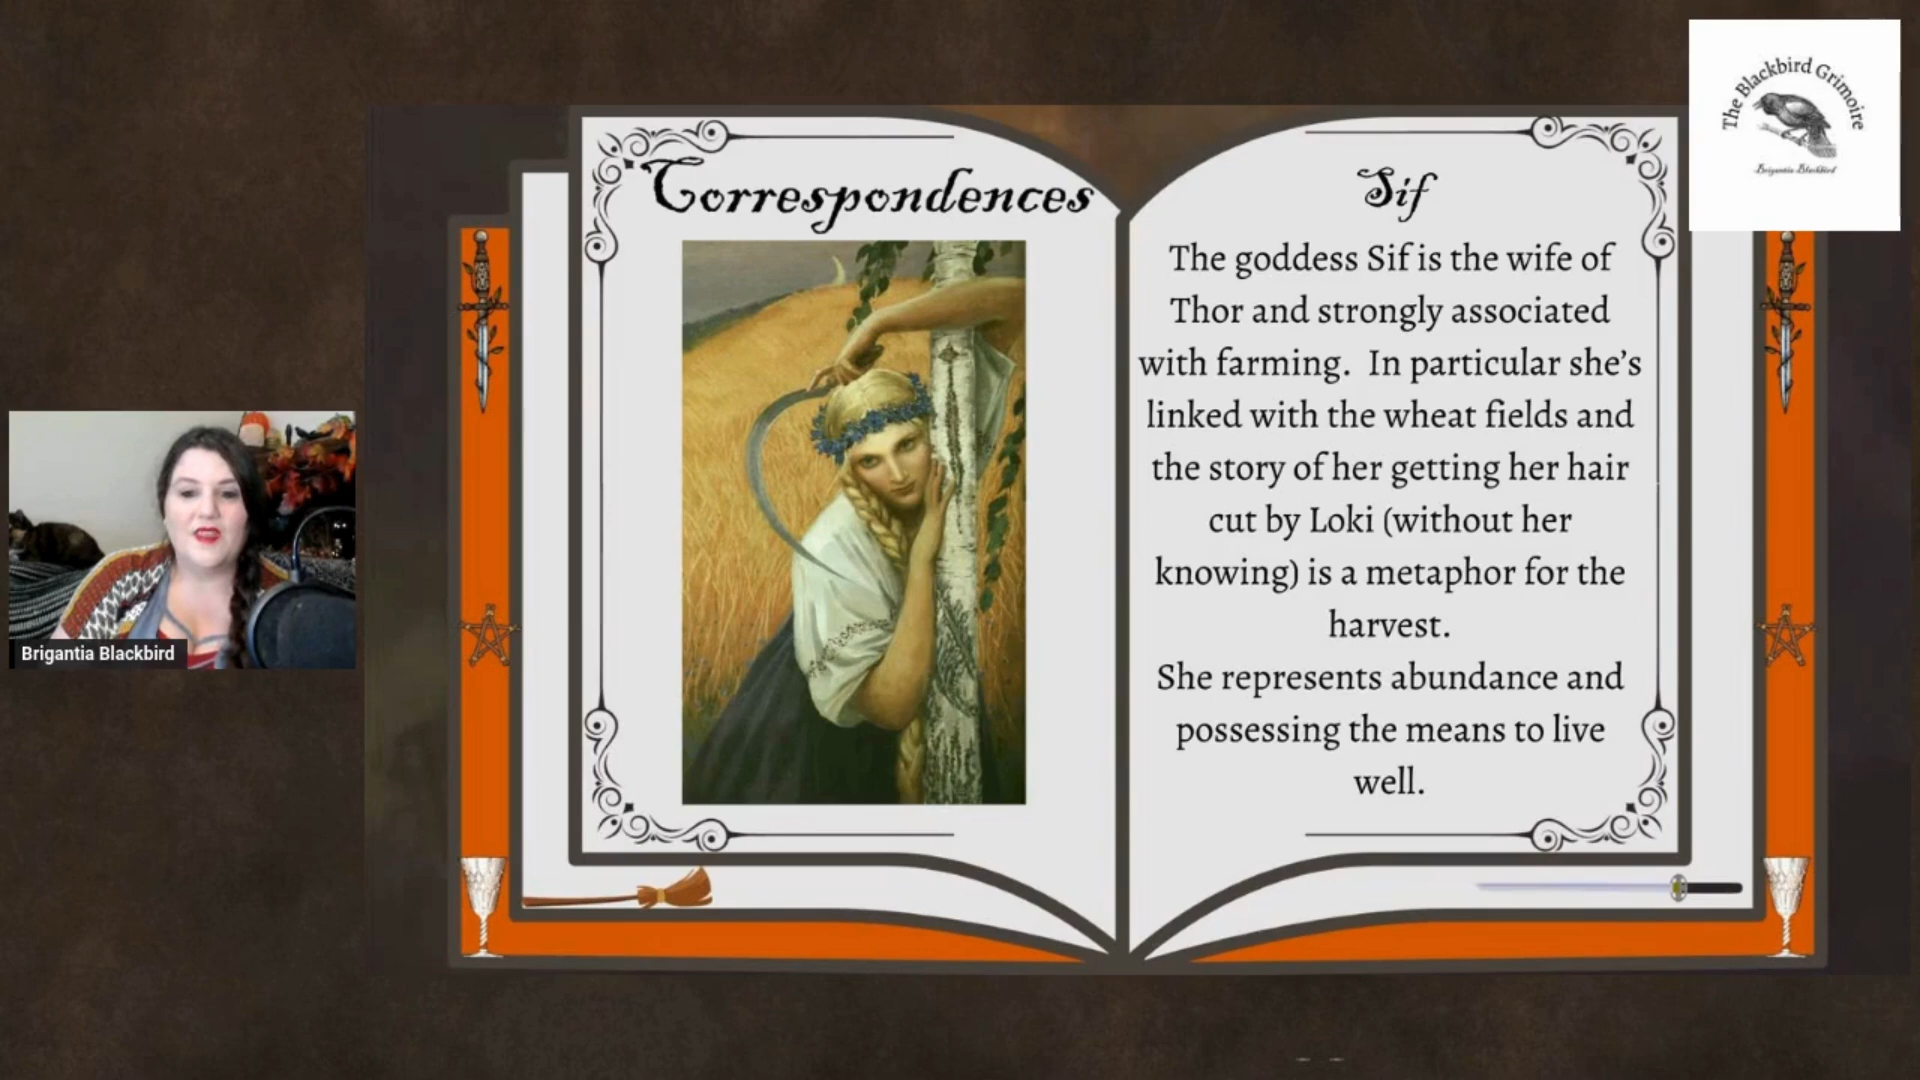 The Blackbird Grimoire
Brigantia Blackbird
Correspondences
Sif
The goddess Sif is the wife of
Thor and strongly associated
with farming.  In particular she’s
linked with the wheat fields and
the story of her getting her hair
cut by Loki (without her
knowing) is a metaphor for the
harvest.
She represents abundance and
possessing the means to live
well.
Brigantia Blackbird